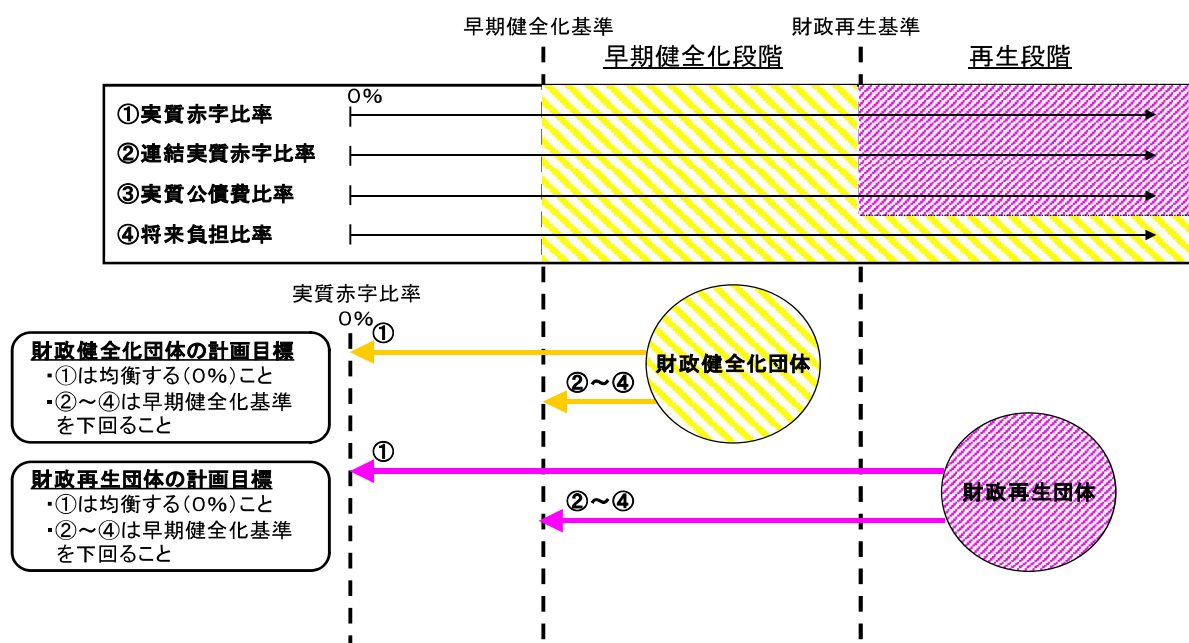 早期健全化基準
財政再生基準
早期健全化段階
再生段階
0%
①実質赤字比率
②連結実質赤字比率
③実質公債費比率
④将来負担比率
実質赤字比率
0%
①
財政健全化団体の計画目標
・①は均衡する(0%)こと
・②～④は早期健全化基準
を下回ること
②～④
財政健全化団体
①
財政再生団体の計画目標
・①は均衡する(0%)こと
・②～④は早期健全化基準
を下回ること
②～④
財政再生団体